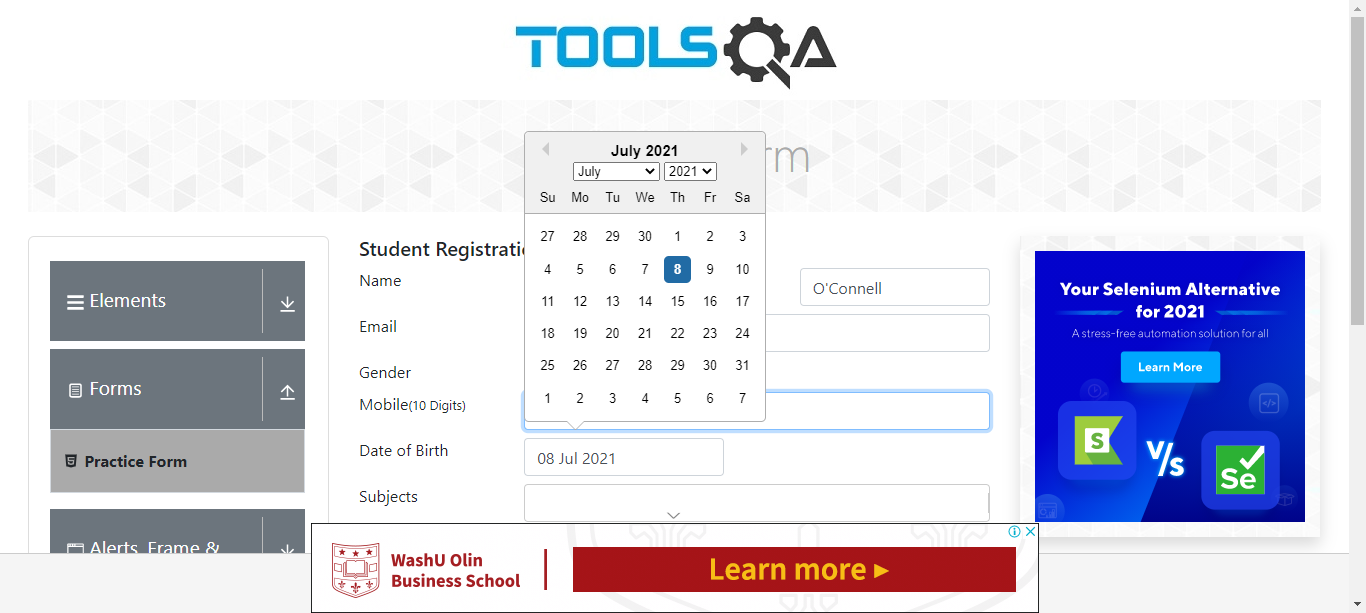 TOOLSQA
rm
July 2021
July 2021
Su Mo Tu We Th Fr Sa
27 28 29 30 1 2 3
4 5 6 7 8 9 10
11 12 13 14 15 16 17
18 19 20 21 22 23 24
25 26 27 28 29 30 31
1 2 3 4 5 6 7
Elements
Forms
Practice Form
Alerts, Frame &
Student Registrati
Name
O'Connell
Email
Gender
Mobile(10 Digits)
Date of Birth
08 Jul 2021
Subjects
Your Selenium Alternative
for 2021
A stress-free automation solution for all
Learn More
S
V/s
Se
WashU Olin
Business School
Learn more ►